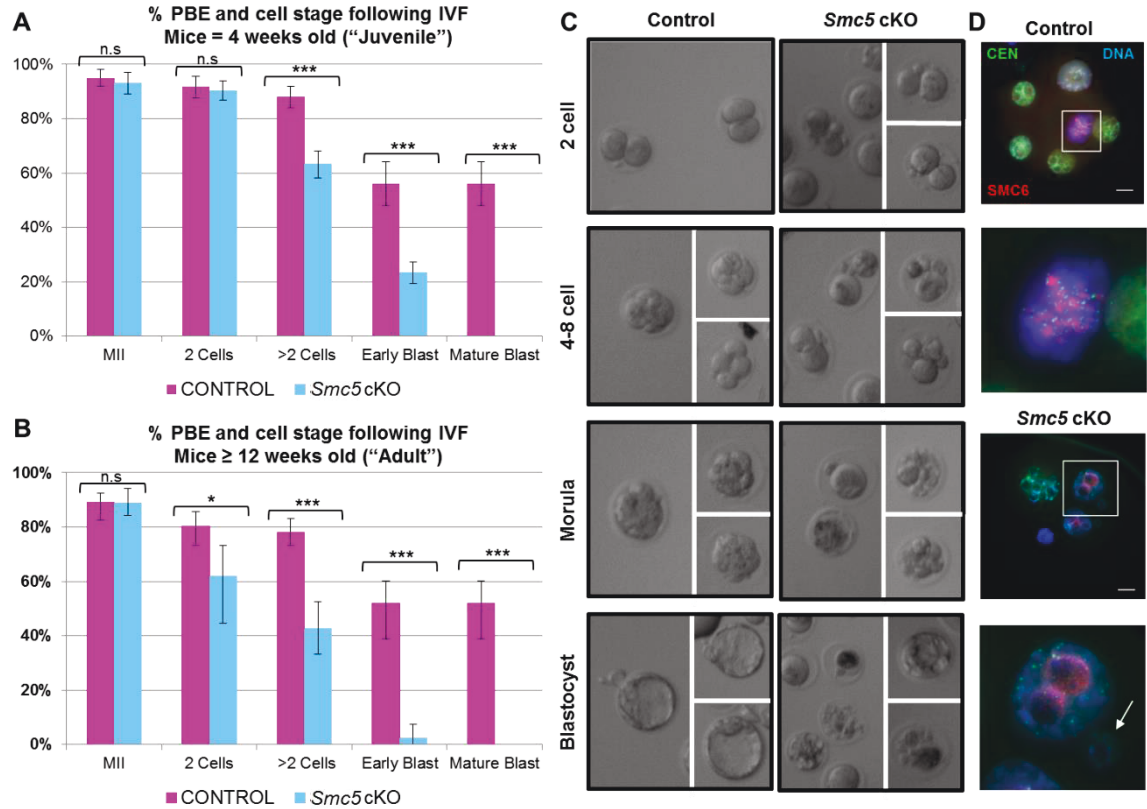 A
% PBE and cell stage following IVF
Mice = 4 weeks old (“Juvenile”)
n.s
n.s
***
***
***
100%
80%
60%
40%
20%
0%
MII
2 Cells
>2 Cells
Early Blast
Mature Blast
CONTROL
Smc5 cKO
B
% PBE and cell stage following IVF
Mice ≥ 12 weeks old (“Adult”)
n.s
*
***
***
***
100%
80%
60%
40%
20%
0%
MII
2 Cells
>2 Cells
Early Blast
Mature Blast
CONTROL
Smc5 cKO
C
Control
Smc5 cKO
2 cell
4-8 cell
Morula
Blastocyst
D
Control
CEN
DNA
SMC6
Smc5 cKO